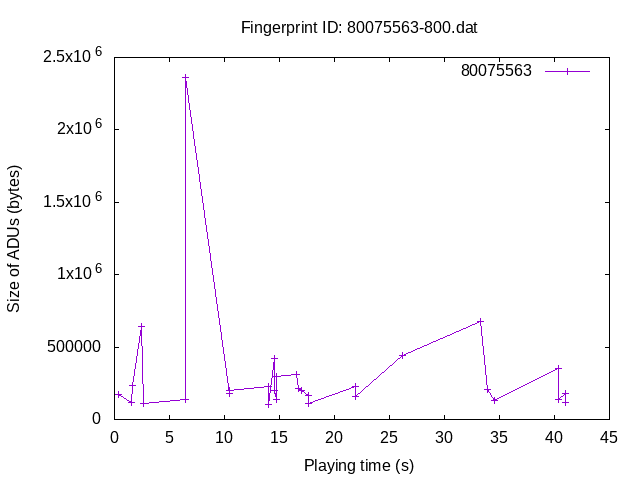 Fingerprint ID: 80075563-800.dat
80075563
2.5x10 6
2x10 6
1.5x10 6
1x10 6
500000
0
Size of ADUs (bytes)
0 5 10 15 20 25 30 35 40 45
Playing time (s)